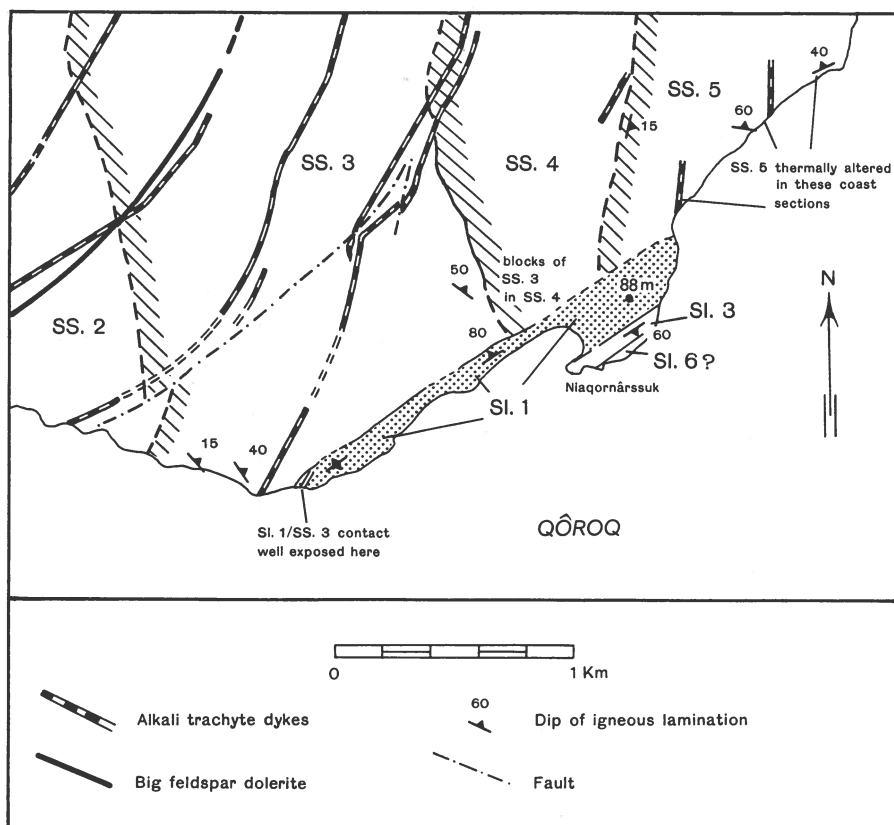 40
SS. 5
60
15
SS. 3
SS. 4
SS. 5 thermally altered
in these coast
sections
50
blocks of
SS. 3
in SS. 4
88m
N
SS. 2
80
Sl. 3
60
Sl. 6?
Niaqornârssuk
Sl. 1
15
40
Sl. 1/SS. 3 contact
well exposed here
QÔROQ
0
1 Km
60
Alkali trachyte dykes
Dip of igneous lamination
Big feldspar dolerite
Fault